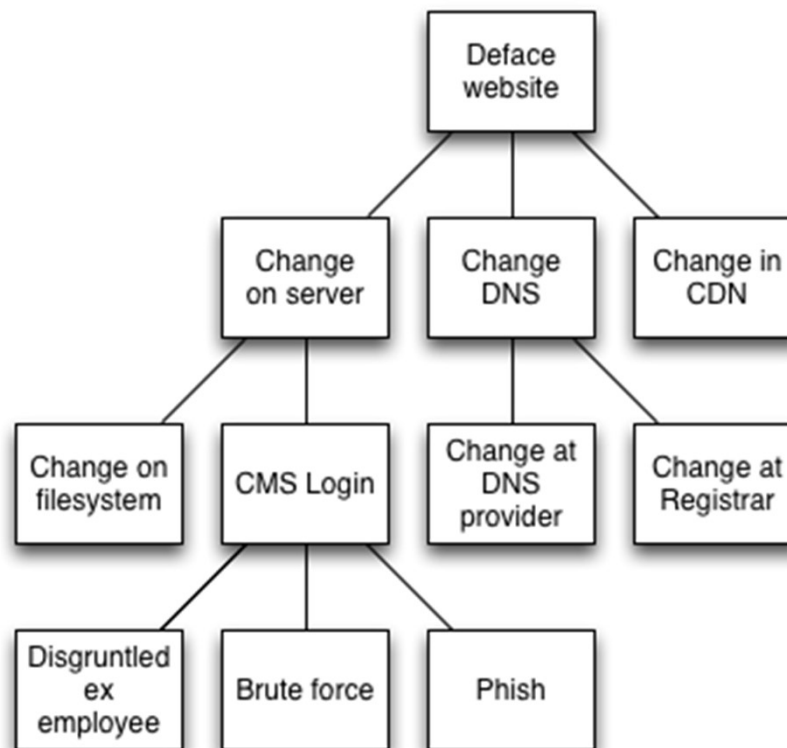 Deface
website
Change
on server
Change
DNS
Change in
CDN
Change on
filesystem
CMS Login
Change at
DNS
provider
Change at
Registrar
Disgruntled
ex
employee
Brute force
Phish